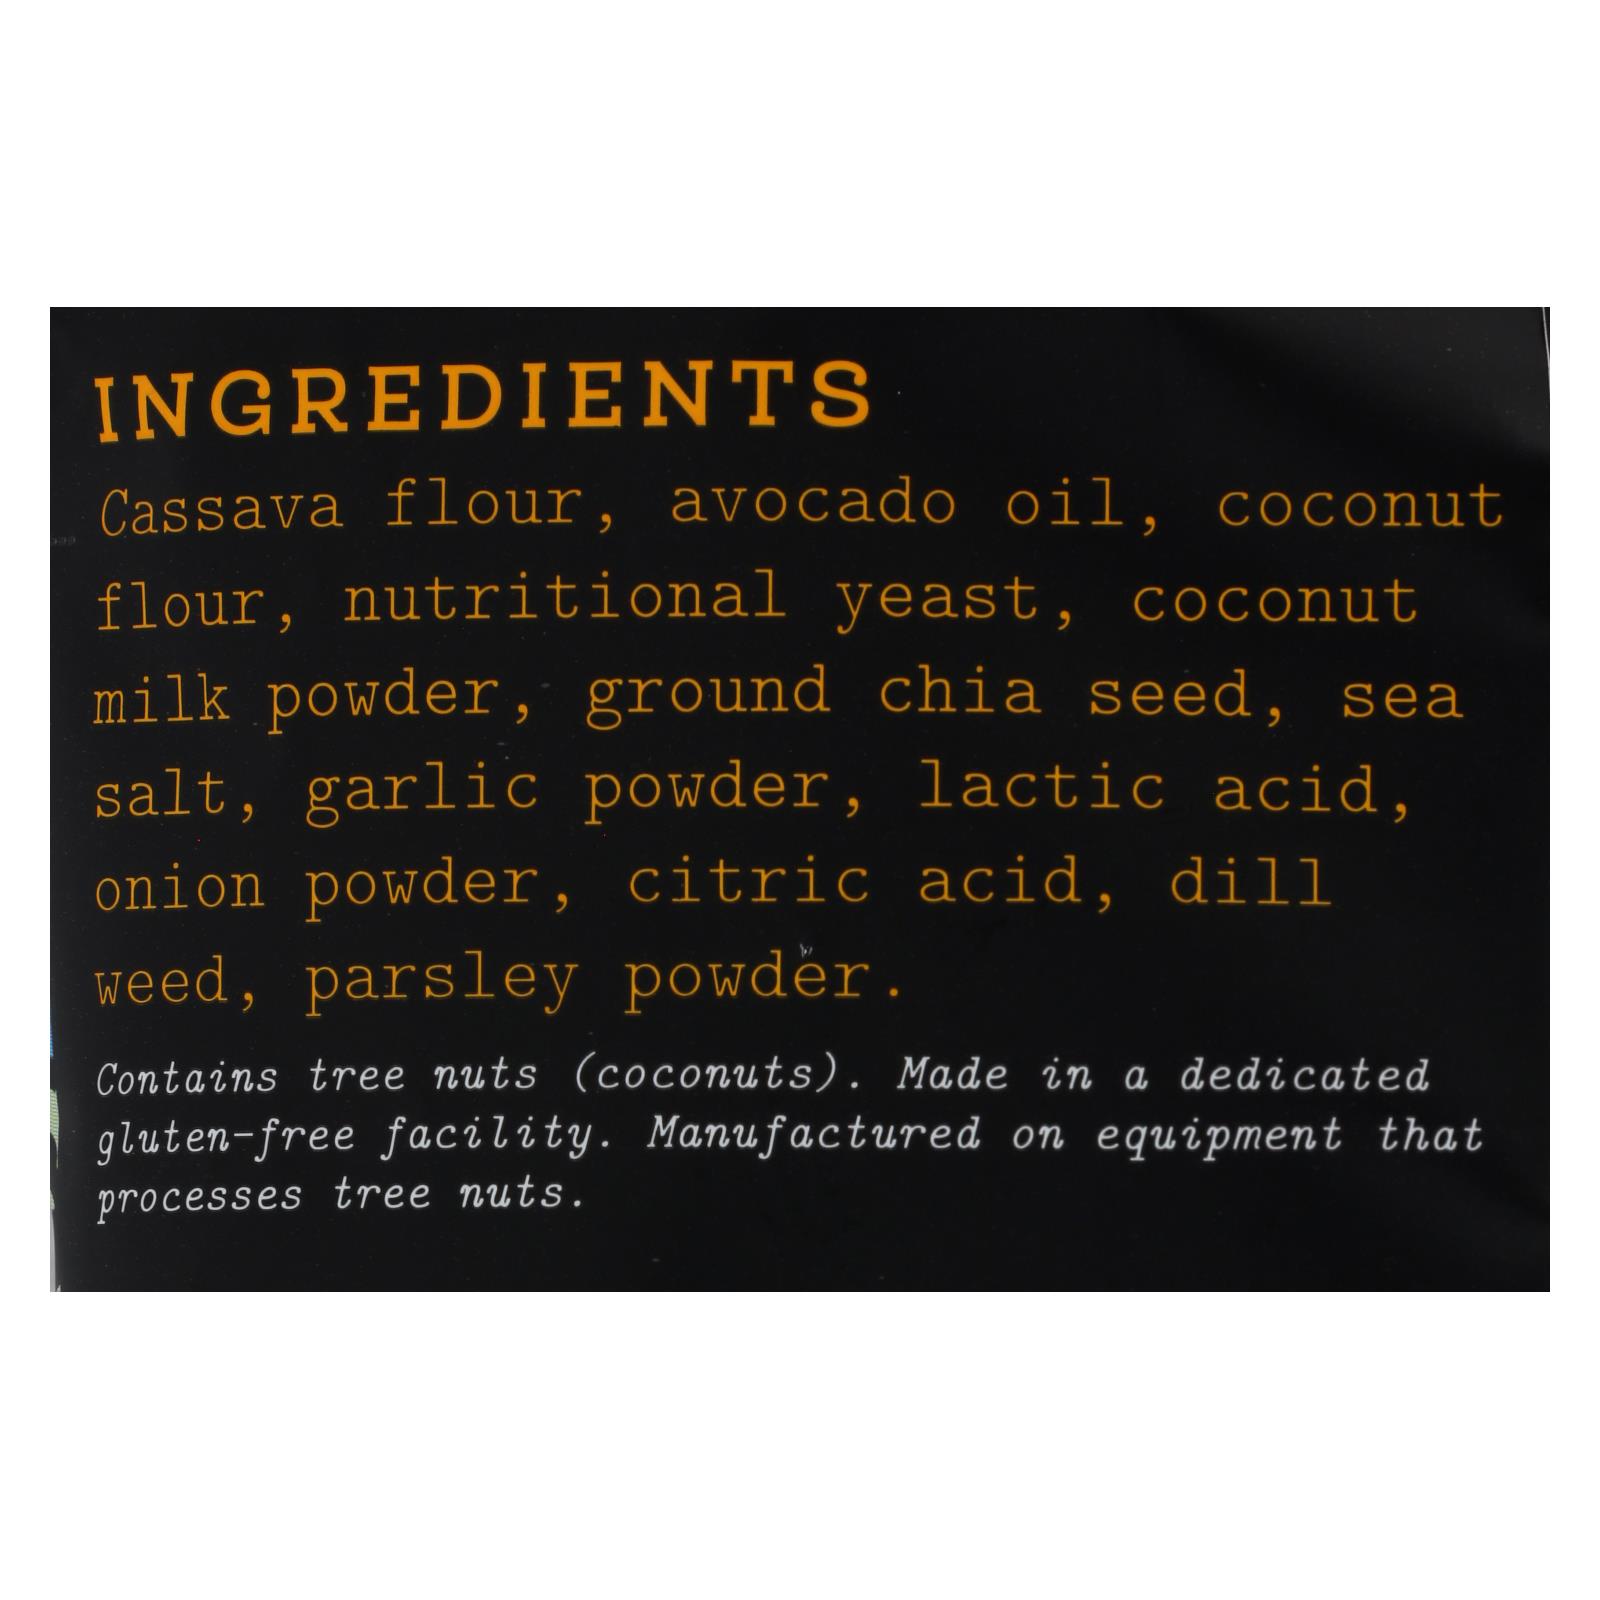 INGREDIENTS
Cassava flour, avocado oil, coconut
flour, nutritional yeast, coconut
milk powder, ground chia seed, sea
salt, garlic powder, lactic acid,
onion powder, citric acid, dill
weed, parsley powder.
Contains tree nuts (coconuts). Made in a dedicated
gluten-free facility. Manufactured on equipment that
processes tree nuts.